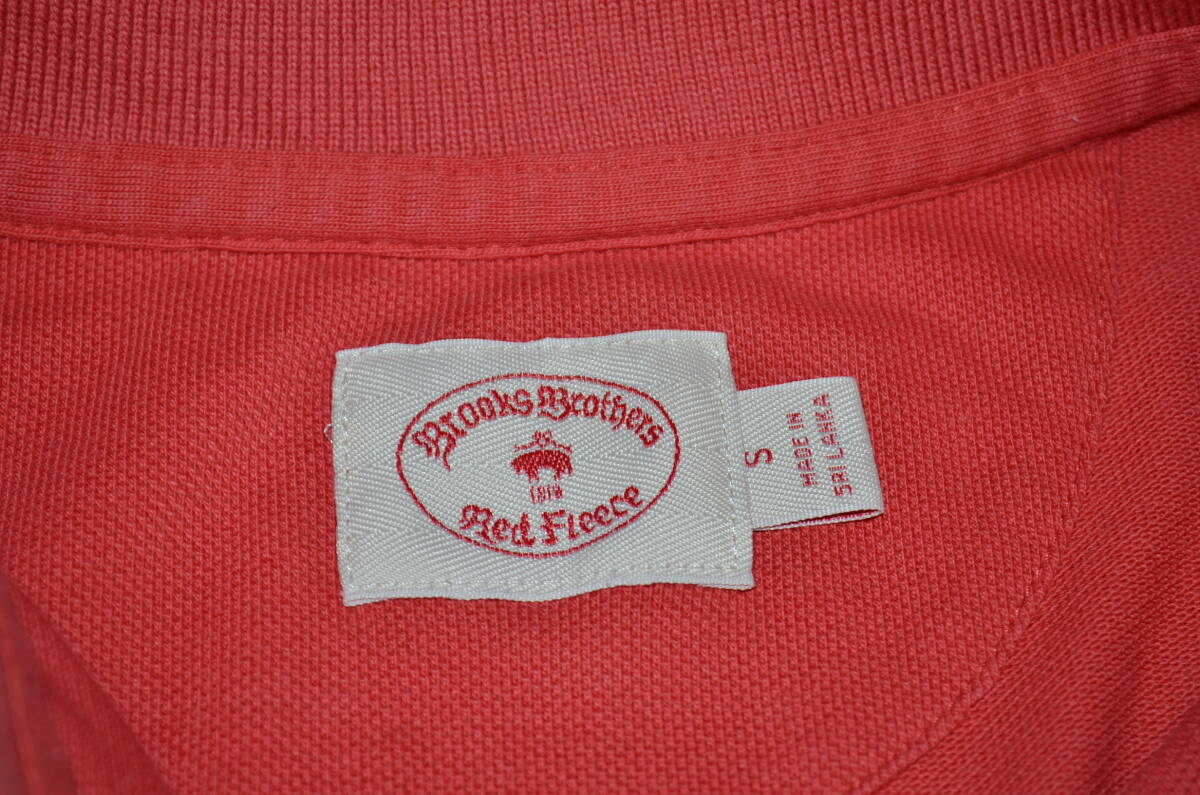 Brooks Brothers
1818
Red Fleece
S
MADE IN
SRI LANKA